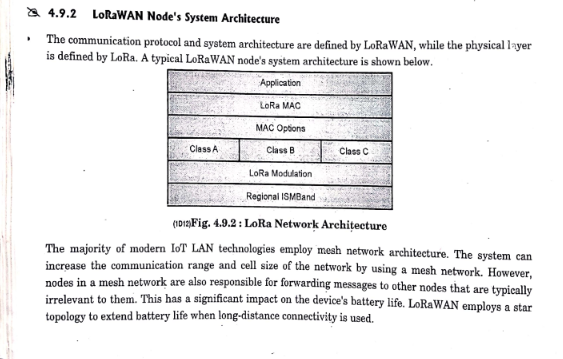 4.9.2 LoRaWAN Node's System Architecture
• The communication protocol and system architecture are defined by LoRaWAN, while the physical layer
is defined by LoRa. A typical LoRaWAN node's system architecture is shown below.
Application
LoRa MAC
MAC Options
Class A Class B Class C
LoRa Modulation
Regional ISMBand
(1D12)Fig. 4.9.2 : LoRa Network Architecture
The majority of modern IoT LAN technologies employ mesh network architecture. The system can
increase the communication range and cell size of the network by using a mesh network. However,
nodes in a mesh network are also responsible for forwarding messages to other nodes that are typically
irrelevant to them. This has a significant impact on the device's battery life. LoRaWAN employs a star
topology to extend battery life when long-distance connectivity is used.